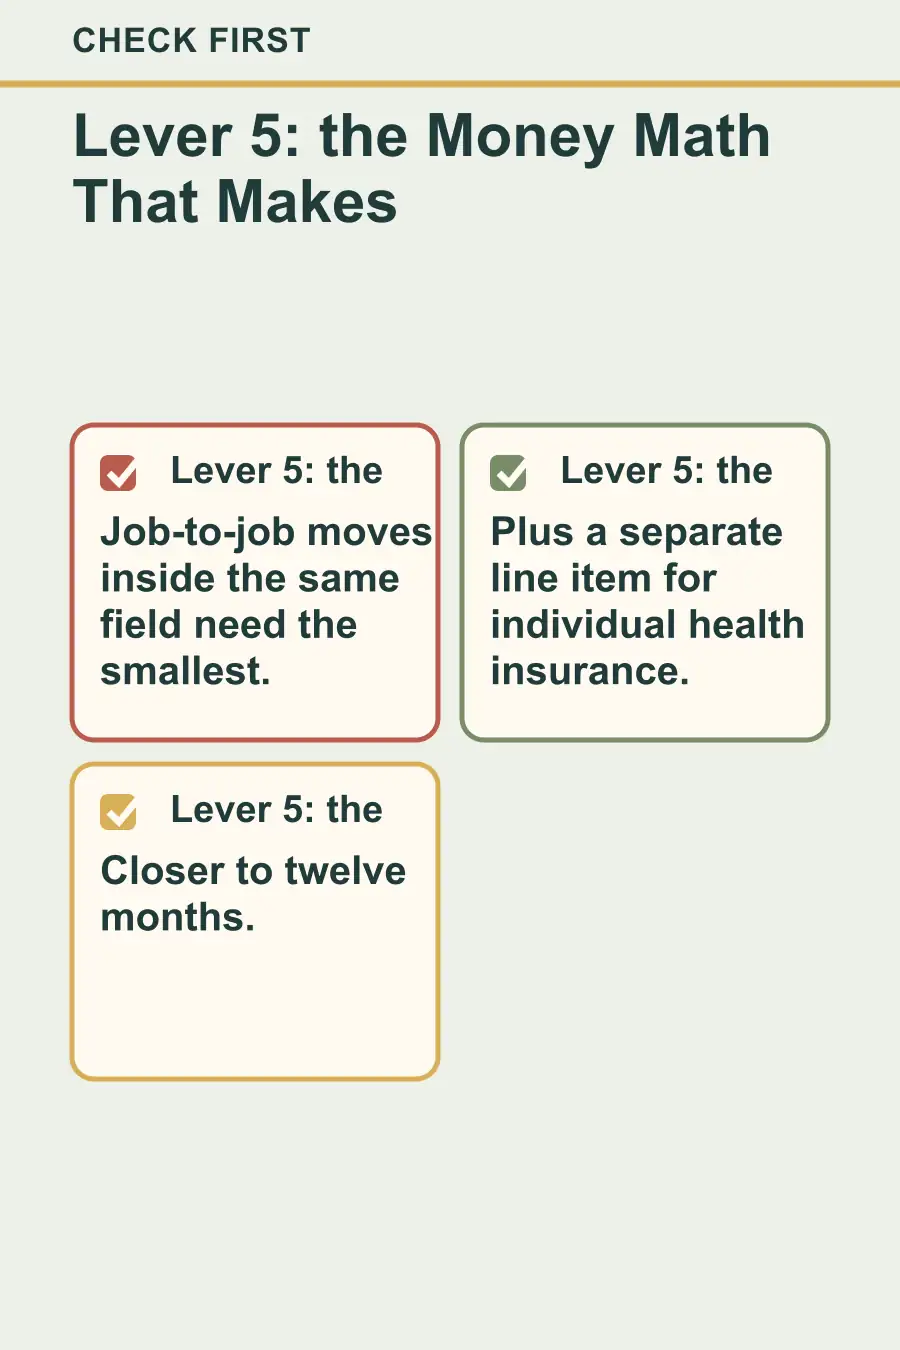 CHECK FIRST
Lever 5: the Money Math
That Makes
Lever 5: the
Job-to-job moves
inside the same
field need the
smallest.
Lever 5: the
Plus a separate
line item for
individual health
insurance.
Lever 5: the
Closer to twelve
months.